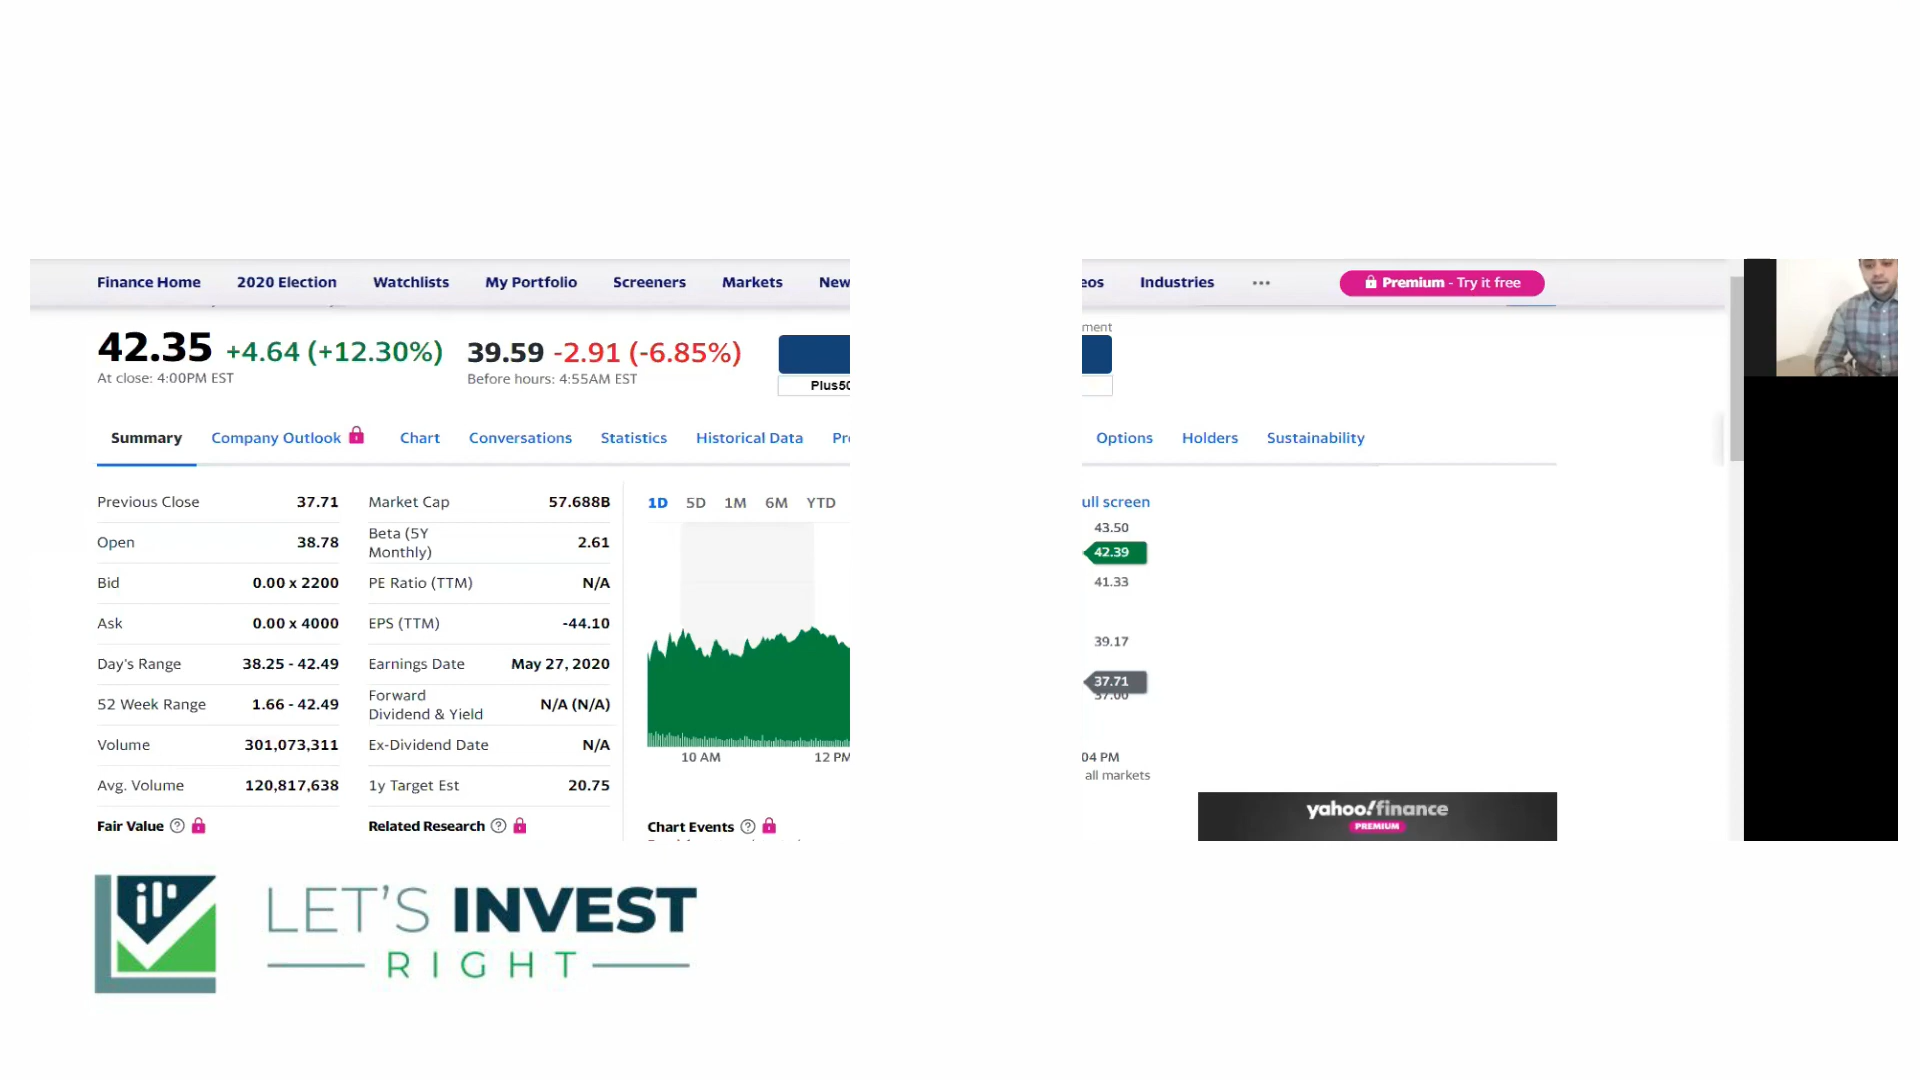 Finance Home 2020 Election Watchlists My Portfolio Screeners Markets Industries ••• Premium - Try it free
42.35 +4.64 (+12.30%) 39.59 -2.91 (-6.85%)
At close: 4:00PM EST Before hours: 4:55AM EST
Summary Company Outlook Chart Conversations Statistics Historical Data Options Holders Sustainability
Previous Close 37.71
Open 38.78
Bid 0.00 x 2200
Ask 0.00 x 4000
Day's Range 38.25 - 42.49
52 Week Range 1.66 - 42.49
Volume 301,073,311
Avg. Volume 120,817,638
Fair Value
Market Cap 57.688B
Beta (5Y
Monthly) 2.61
PE Ratio (TTM) N/A
EPS (TTM) -44.10
Earnings Date May 27, 2020
Forward
Dividend & Yield N/A (N/A)
Ex-Dividend Date N/A
1y Target Est 20.75
Related Research
1D 5D 1M 6M YTD
screen
43.50
42.39
41.33
39.17
37.71
37.00
10 AM 12 PM
04 PM
all markets
Chart Events
yahoo!finance
PREMIUM
LET'S INVEST
RIGHT